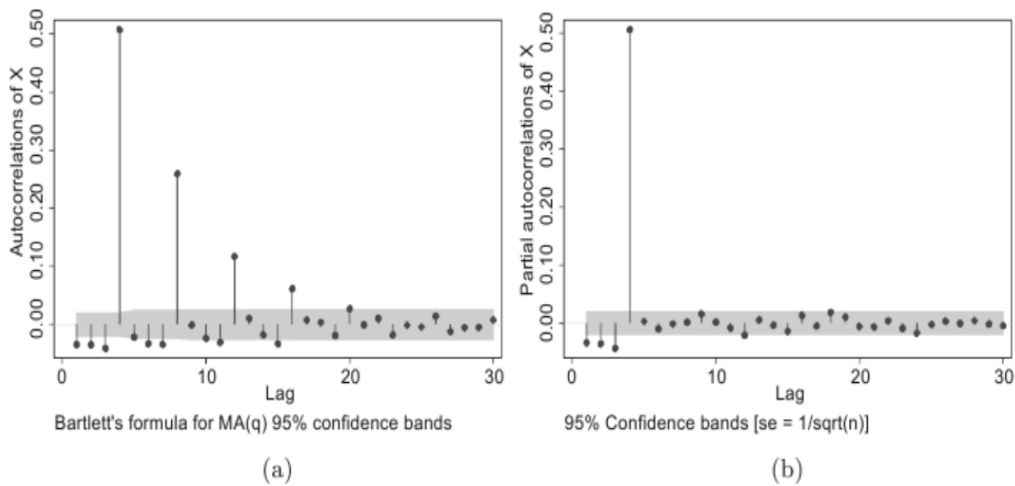 Autocorrelations of X
0.00 0.10 0.20 0.30 0.40 0.50
0 10 20 30
Lag
Bartlett's formula for MA(q) 95% confidence bands
(a)
Partial autocorrelations of X
0.00 0.10 0.20 0.30 0.40 0.50
0 10 20 30
Lag
95% Confidence bands [se = 1/sqrt(n)]
(b)